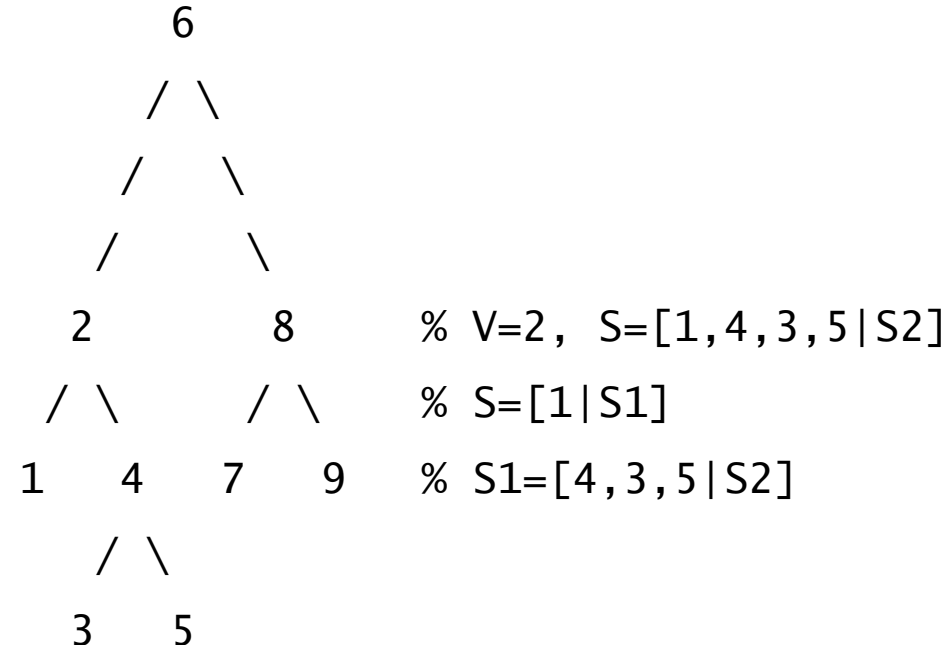 6
/ \
/ \
/ \
2 8 % V=2, S=[1,4,3,5|S2]
/ \ / \ % S=[1|S1]
1 4 7 9 % S1=[4,3,5|S2]
/ \
3 5